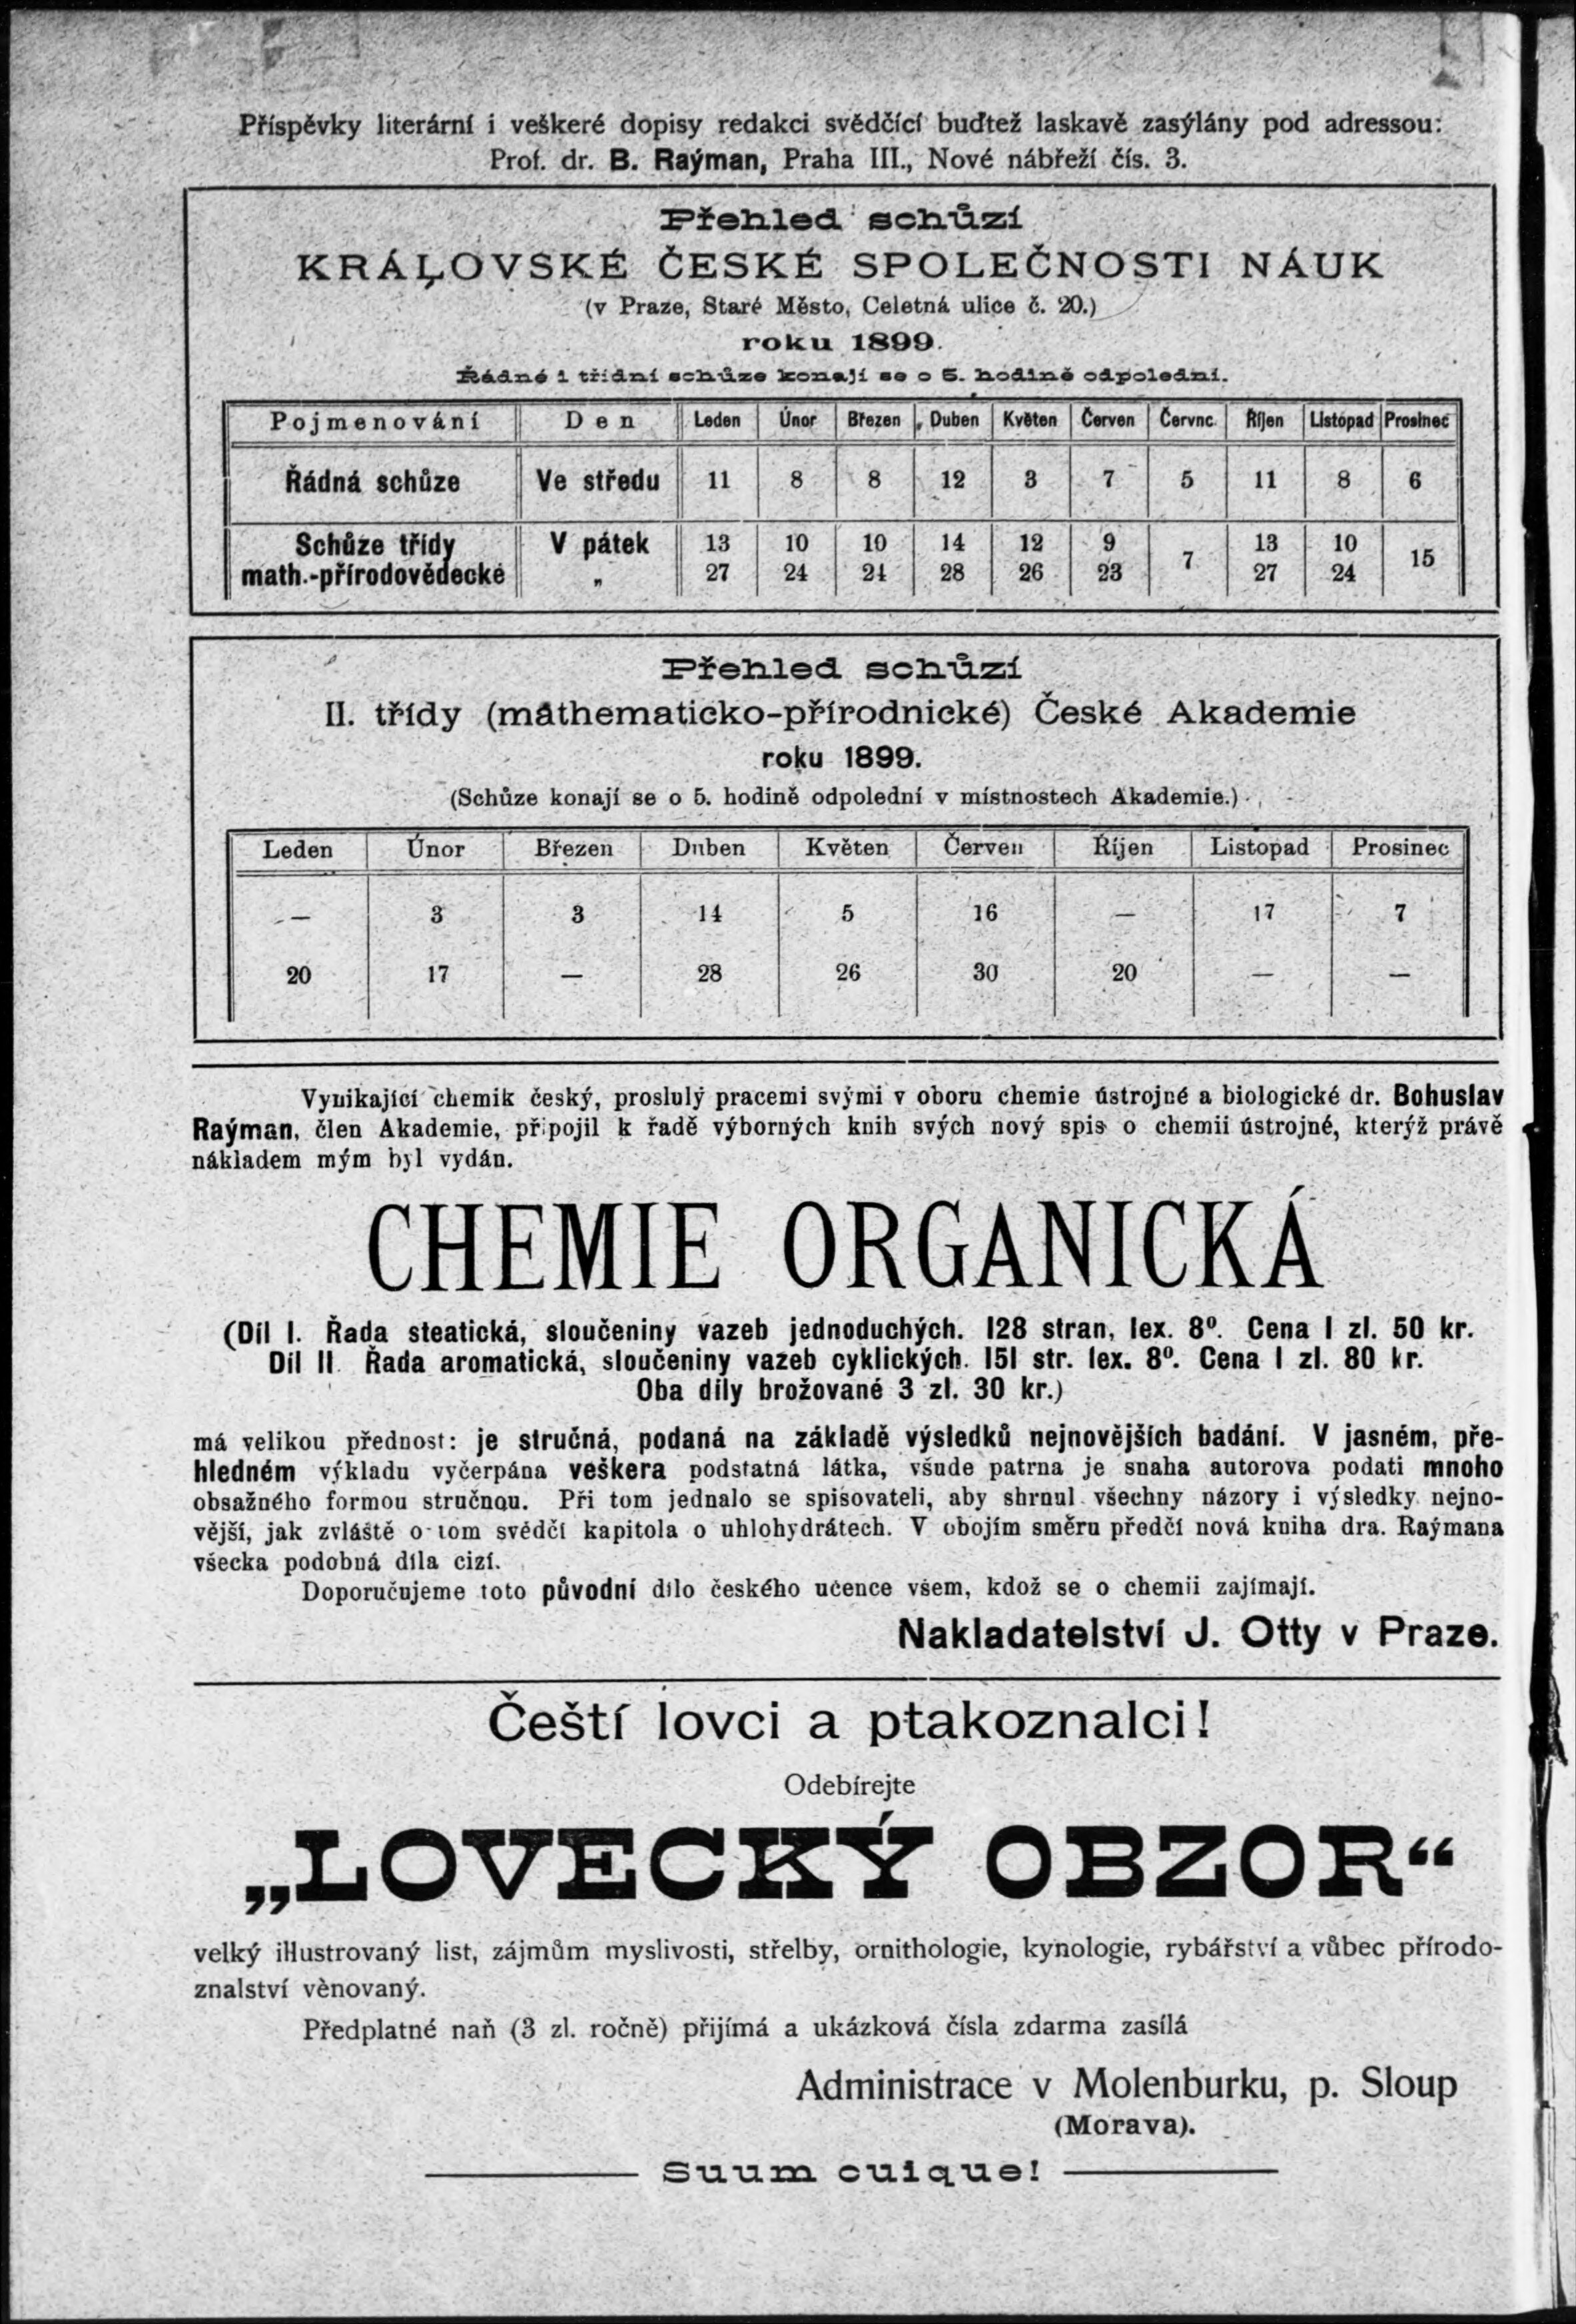 Příspěvky literární i veškeré dopisy redakci svědčící buďtež laskavě zasýlány pod adressou:
Prof. dr. B. Raýman, Praha III., Nové nábřeží čís. 3.
Přehled schůzí
KRÁĻOVSKÉ ČESKÉ SPOLEČNOSTI NÁUK
(v Praze, Staré Město, Celetná ulice č. 20.)
roku 1899.
Řádné i třídní schůze konají se o 5. hodině odpolední.
Pojmenování Den Leden Únor Březen Duben Květen Červen Červnc. Říjen Listopad Prosinec
Řádná schůze Ve středu 11 8 8 12 3 7 5 11 8 6
Schůze třídy V pátek 13 10 10 14 12 9 7 13 10 15
math.-přírodovědecké „ 27 24 24 28 26 23 27 24
Přehled schůzí
II. třídy (mathematicko-přírodnické) České Akademie
roku 1899.
(Schůze konají se o 5. hodině odpolední v místnostech Akademie.)
Leden Únor Březen Duben Květen Červen Říjen Listopad Prosinec
— 3 3 14 5 16 — 17 7
20 17 — 28 26 30 20 — —
Vynikající chemik český, proslulý pracemi svými v oboru chemie ústrojné a biologické dr. Bohuslav
Raýman, člen Akademie, připojil k řadě výborných knih svých nový spis o chemii ústrojné, kterýž právě
nákladem mým byl vydán.
CHEMIE ORGANICKÁ
(Díl I. Řada steatická, sloučeniny vazeb jednoduchých. 128 stran, lex. 8º. Cena 1 zl. 50 kr.
Díl II. Řada aromatická, sloučeniny vazeb cyklických. 151 str. lex. 8º. Cena 1 zl. 80 kr.
Oba díly brožované 3 zl. 30 kr.)
má velikou přednost: je stručná, podaná na základě výsledků nejnovějších badání. V jasném, pře-
hledném výkladu vyčerpána veškera podstatná látka, všude patrna je snaha autorova podati mnoho
obsažného formou stručnou. Při tom jednalo se spisovateli, aby shrnul všechny názory i výsledky nejno-
vější, jak zvláště o tom svědčí kapitola o uhlohydrátech. V obojím směru předčí nová kniha dra. Raýmana
všecka podobná díla cizí.
Doporučujeme toto původní dílo českého učence všem, kdož se o chemii zajímají.
Nakladatelství J. Otty v Praze.
Čeští lovci a ptakoznalci!
Odebírejte
„LOVECKÝ OBZOR“
velký illustrovaný list, zájmům myslivosti, střelby, ornithologie, kynologie, rybářství a vůbec přírodo-
znalství věnovaný.
Předplatné naň (3 zl. ročně) přijímá a ukázková čísla zdarma zasílá
Administrace v Molenburku, p. Sloup
(Morava).
Suum cuique!